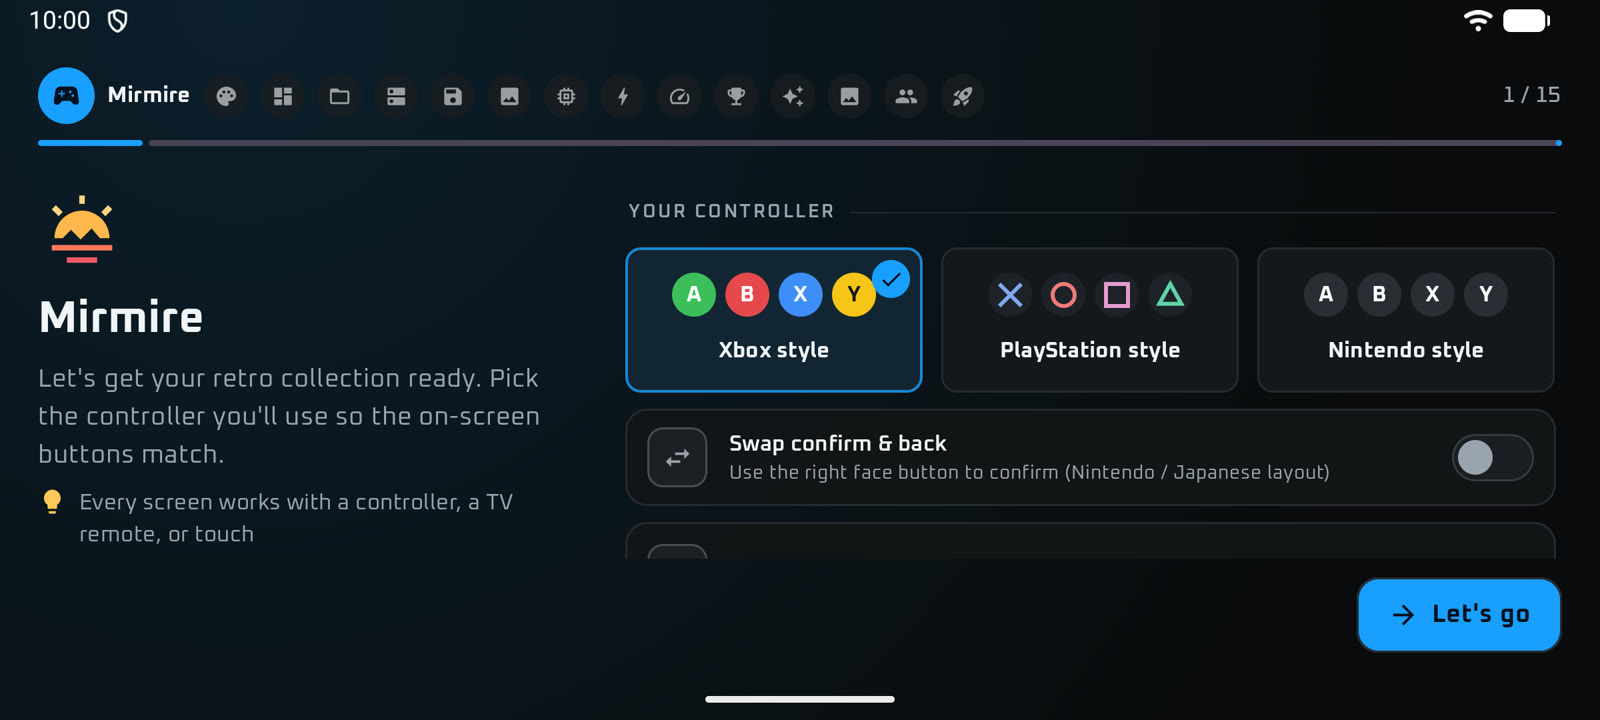 10:00
Mirmire
1 / 15
Mirmire
Let's get your retro collection ready. Pick
the controller you'll use so the on-screen
buttons match.
Every screen works with a controller, a TV
remote, or touch
YOUR CONTROLLER
A B X Y
Xbox style
PlayStation style
A B X Y
Nintendo style
Swap confirm & back
Use the right face button to confirm (Nintendo / Japanese layout)
Let's go